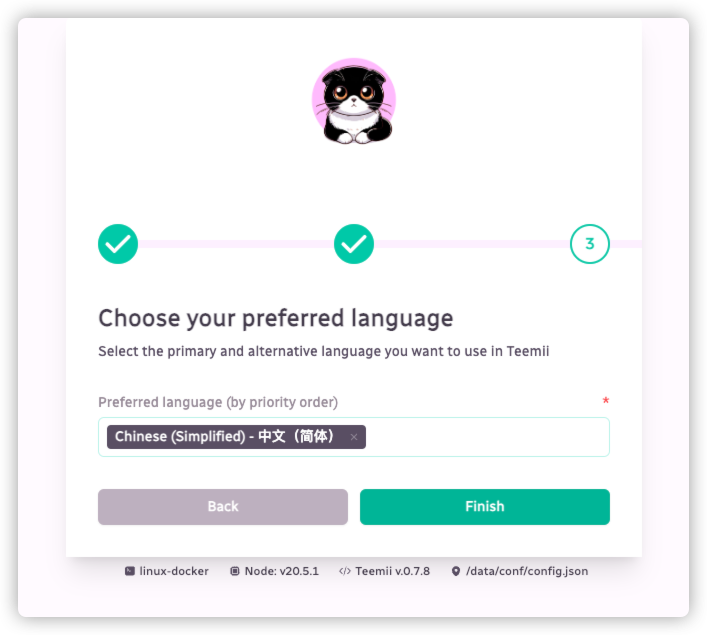 3
Choose your preferred language
Select the primary and alternative language you want to use in Teemii
Preferred language (by priority order) *
Chinese (Simplified) - 中文（简体） ×
Back
Finish
linux-docker Node: v20.5.1 </> Teemii v.0.7.8 /data/conf/config.json